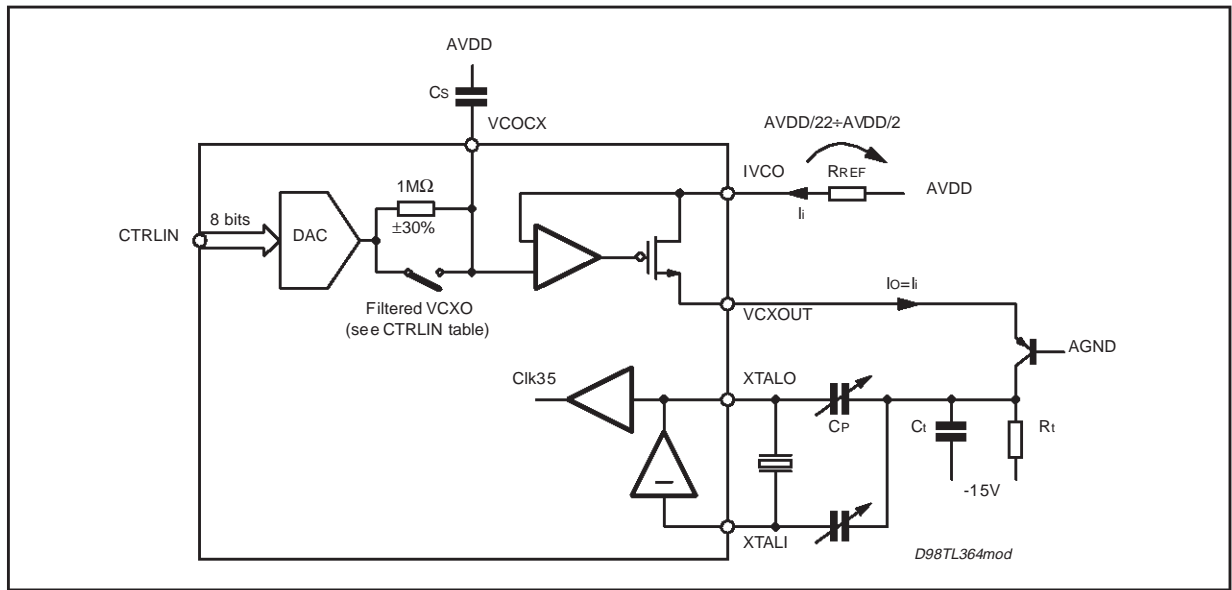 AVDD
CS
VCOCX
AVDD/22÷AVDD/2
IVCO
RREF
AVDD
Ii
1MΩ
±30%
8 bits
CTRLIN
DAC
Filtered VCXO
(see CTRLIN table)
IO=Ii
VCXOUT
AGND
Clk35
XTALO
CP
Ct
Rt
-15V
XTALI
D98TL364mod